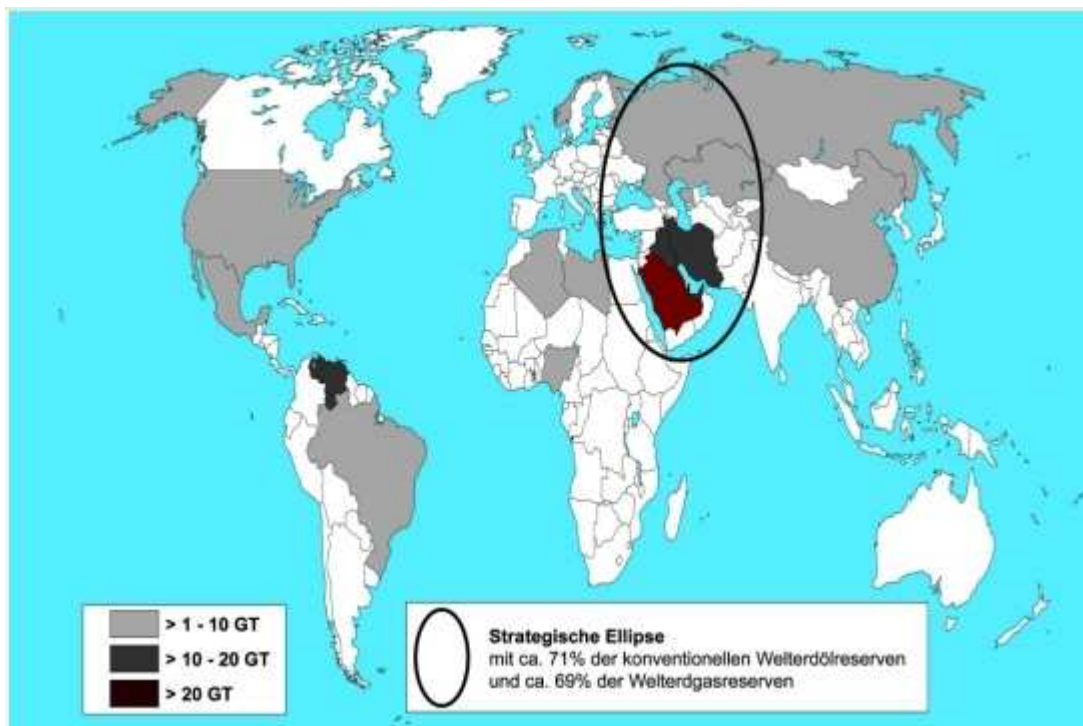 > 1 - 10 GT
> 10 - 20 GT
> 20 GT
Strategische Ellipse
mit ca. 71% der konventionellen Welterdölreserven
und ca. 69% der Welterdgasreserven